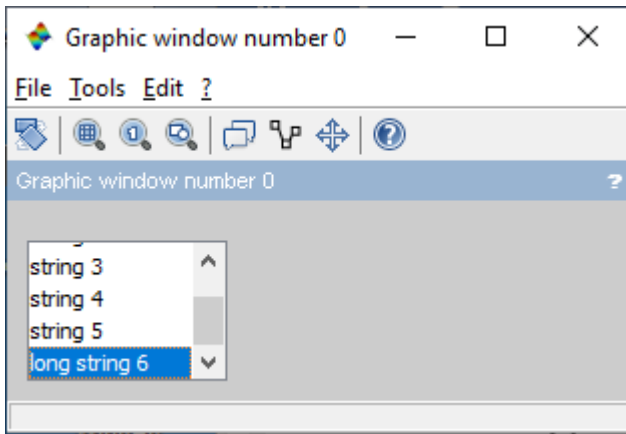 Graphic window number 0
File Tools Edit ?
Graphic window number 0 ?
string 3
string 4
string 5
long string 6